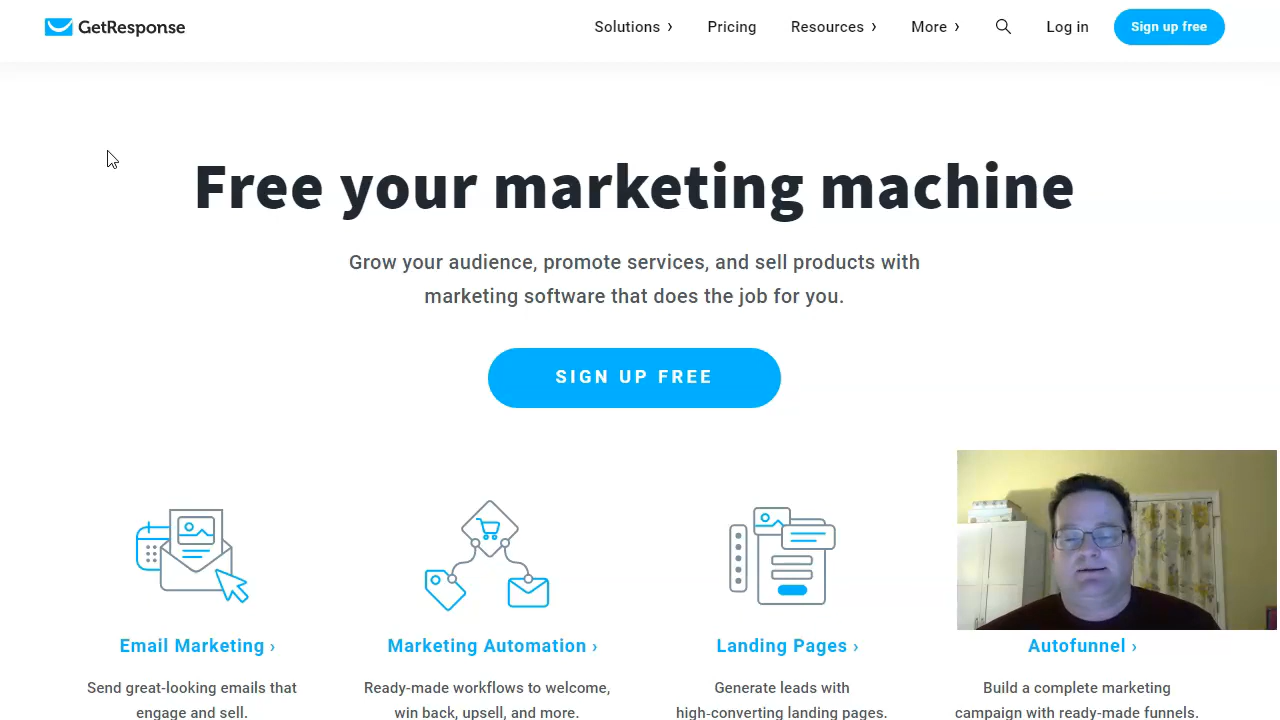 GetResponse
Solutions ›
Pricing
Resources ›
More ›
Log in
Sign up free
Free your marketing machine
Grow your audience, promote services, and sell products with
marketing software that does the job for you.
SIGN UP FREE
Email Marketing ›
Send great-looking emails that
engage and sell.
Marketing Automation ›
Ready-made workflows to welcome,
win back, upsell, and more.
Landing Pages ›
Generate leads with
high-converting landing pages.
Autofunnel ›
Build a complete marketing
campaign with ready-made funnels.